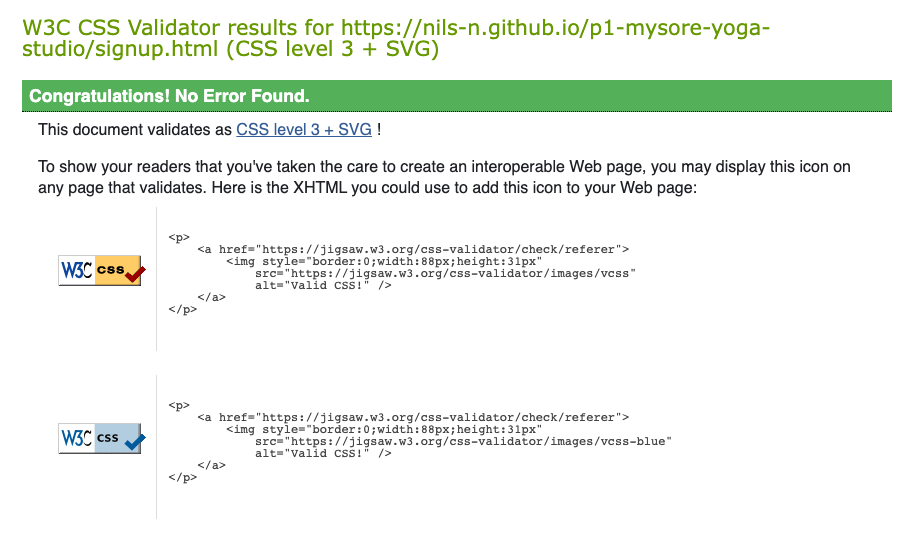 W3C CSS Validator results for https://nils-n.github.io/p1-mysore-yoga-
studio/signup.html (CSS level 3 + SVG)
Congratulations! No Error Found.
This document validates as CSS level 3 + SVG !
To show your readers that you've taken the care to create an interoperable Web page, you may display this icon on
any page that validates. Here is the XHTML you could use to add this icon to your Web page:
W3C css
<p>
    <a href="https://jigsaw.w3.org/css-validator/check/referer">
        <img style="border:0;width:88px;height:31px"
            src="https://jigsaw.w3.org/css-validator/images/vcss"
            alt="Valid CSS!" />
    </a>
</p>
W3C css
<p>
    <a href="https://jigsaw.w3.org/css-validator/check/referer">
        <img style="border:0;width:88px;height:31px"
            src="https://jigsaw.w3.org/css-validator/images/vcss-blue"
            alt="Valid CSS!" />
    </a>
</p>